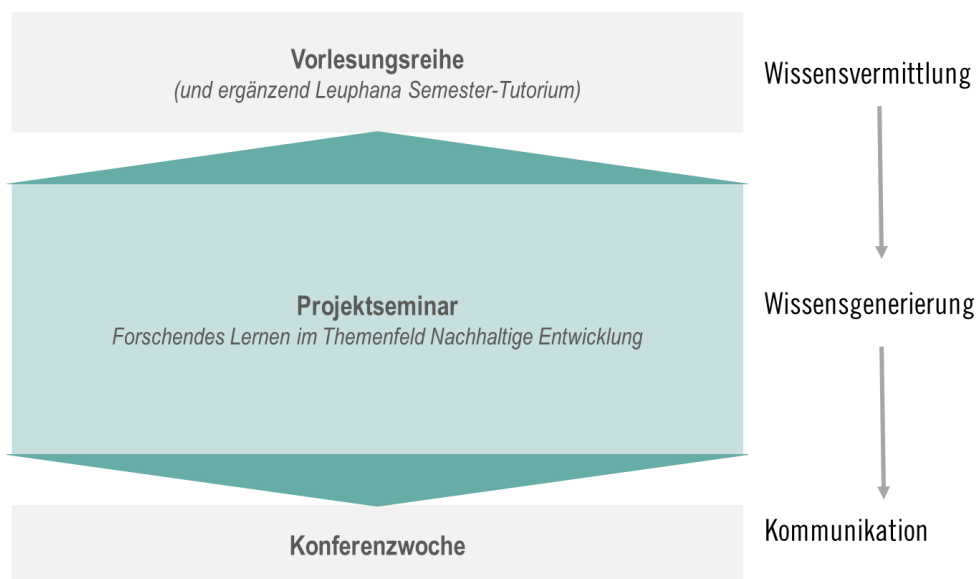 Vorlesungsreihe
(und ergänzend Leuphana Semester-Tutorium)
Wissensvermittlung
Projektseminar
Forschendes Lernen im Themenfeld Nachhaltige Entwicklung
Wissensgenerierung
Konferenzwoche
Kommunikation